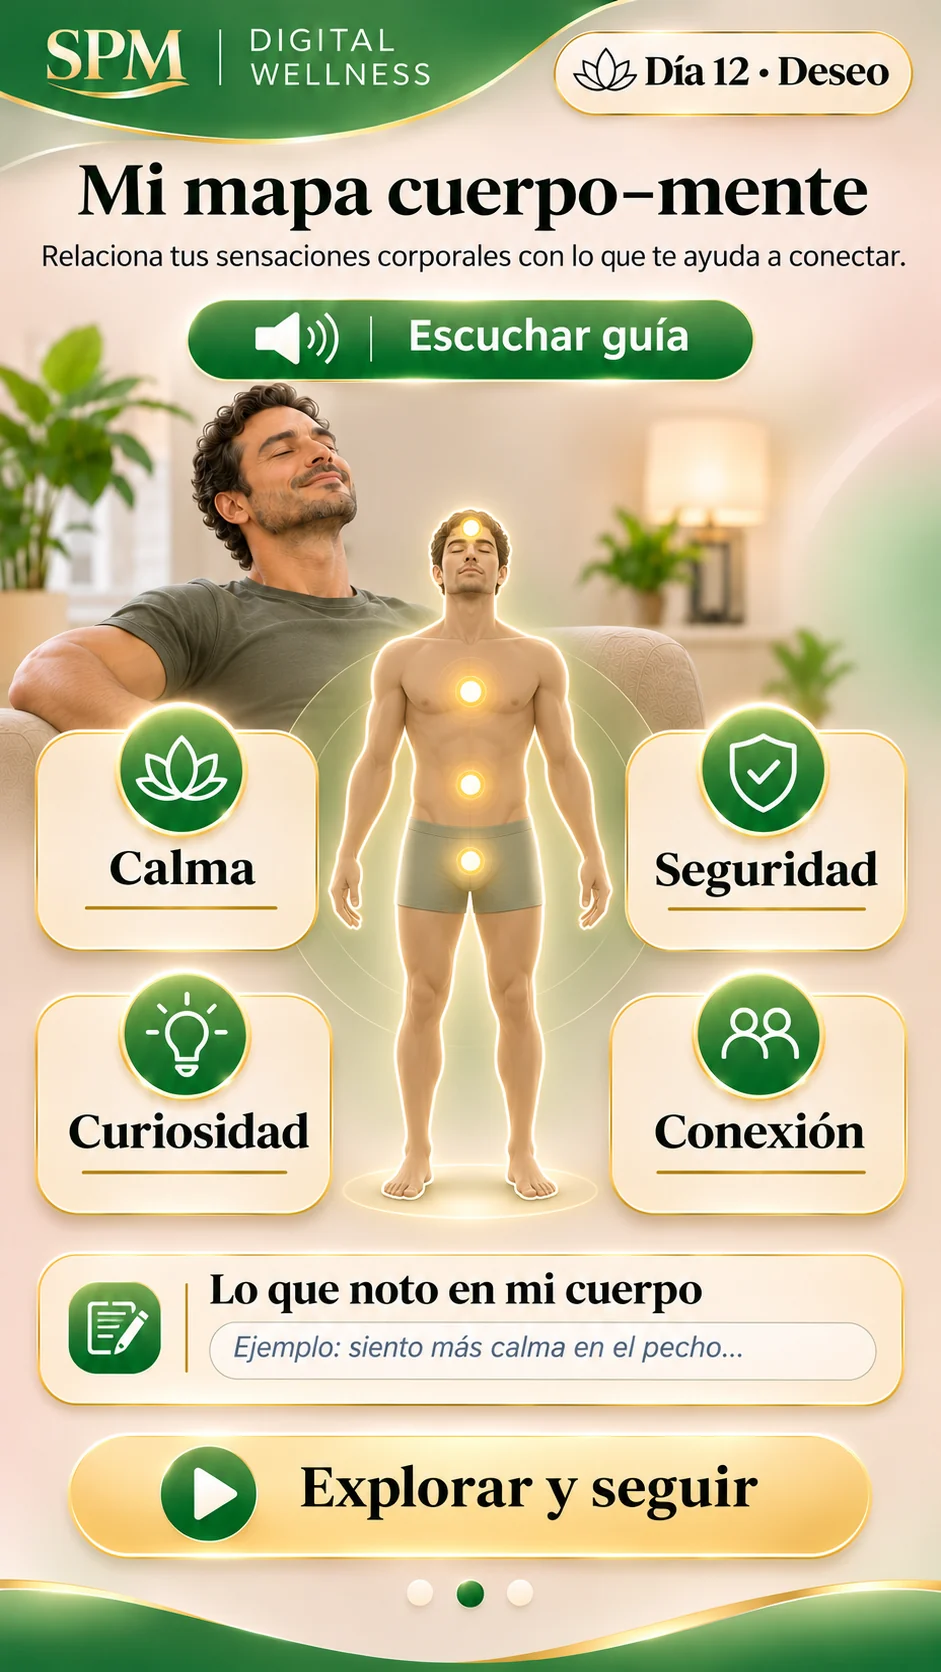 SPM
DIGITAL
WELLNESS
Día 12 • Deseo
Mi mapa cuerpo–mente
Relaciona tus sensaciones corporales con lo que te ayuda a conectar.
Escuchar guía
Calma
Seguridad
Curiosidad
Conexión
Lo que noto en mi cuerpo
Ejemplo: siento más calma en el pecho...
Explorar y seguir